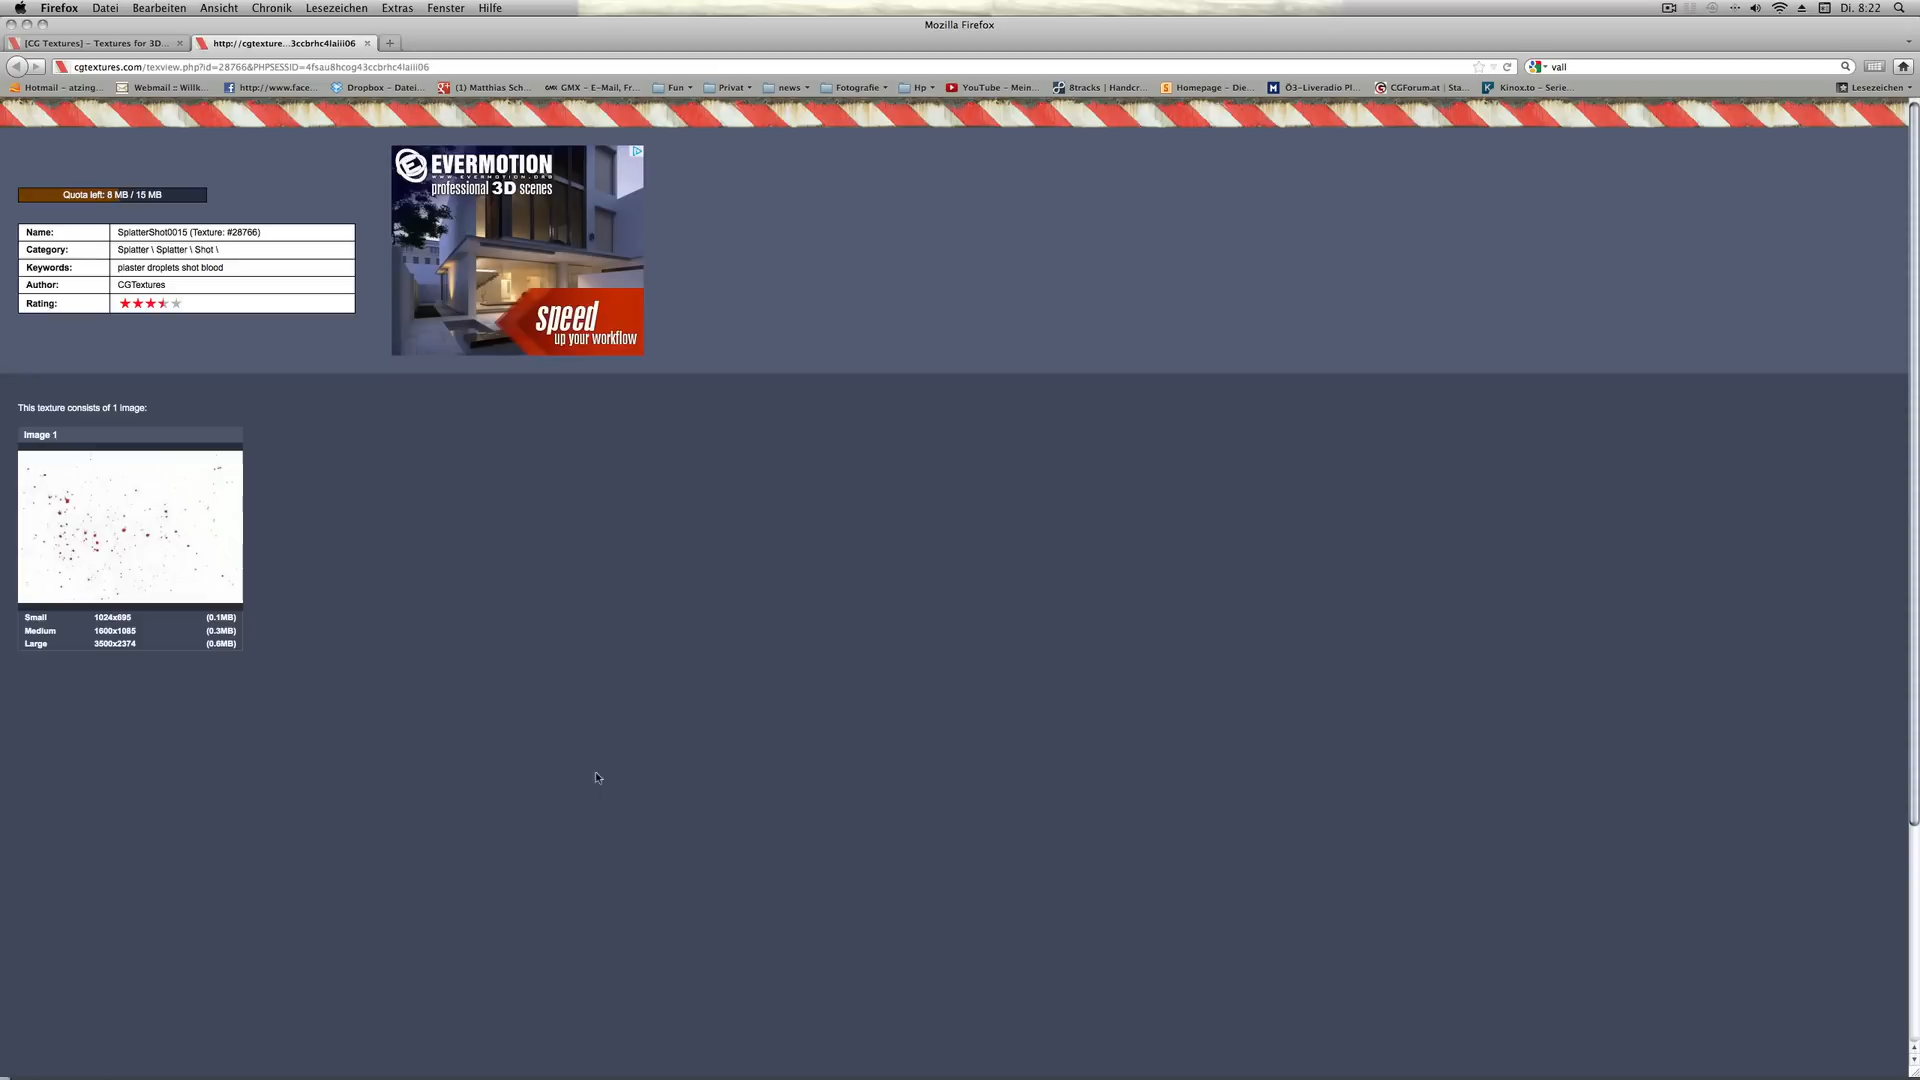 Firefox Datei Bearbeiten Ansicht Chronik Lesezeichen Extras Fenster Hilfe Di. 8:22
Mozilla Firefox
[CG Textures] – Textures for 3D... http://cgtexture...3ccbrhc4laiii06
cgtextures.com/texview.php?id=28766&PHPSESSID=4fsau8hcog43ccbrhc4laiii06 vall
Hotmail – atzing... Webmail :: Willk... http://www.face... Dropbox – Datei... (1) Matthias Sch... GMX GMX – E-Mail, Fr... Fun Privat news Fotografie Hp YouTube – Mein... 8tracks | Handcr... Homepage – Die... Ö3-Liveradio Pl... CGForum.at | Sta... Kinox.to – Serie... Lesezeichen
EVERMOTION
WWW.EVERMOTION.ORG
professional 3D scenes
speed
up your workflow
Quota left: 8 MB / 15 MB
Name: SplatterShot0015 (Texture: #28766)
Category: Splatter \ Splatter \ Shot \
Keywords: plaster droplets shot blood
Author: CGTextures
Rating:
This texture consists of 1 image:
Image 1
Small 1024x695 (0.1MB)
Medium 1600x1085 (0.3MB)
Large 3500x2374 (0.6MB)